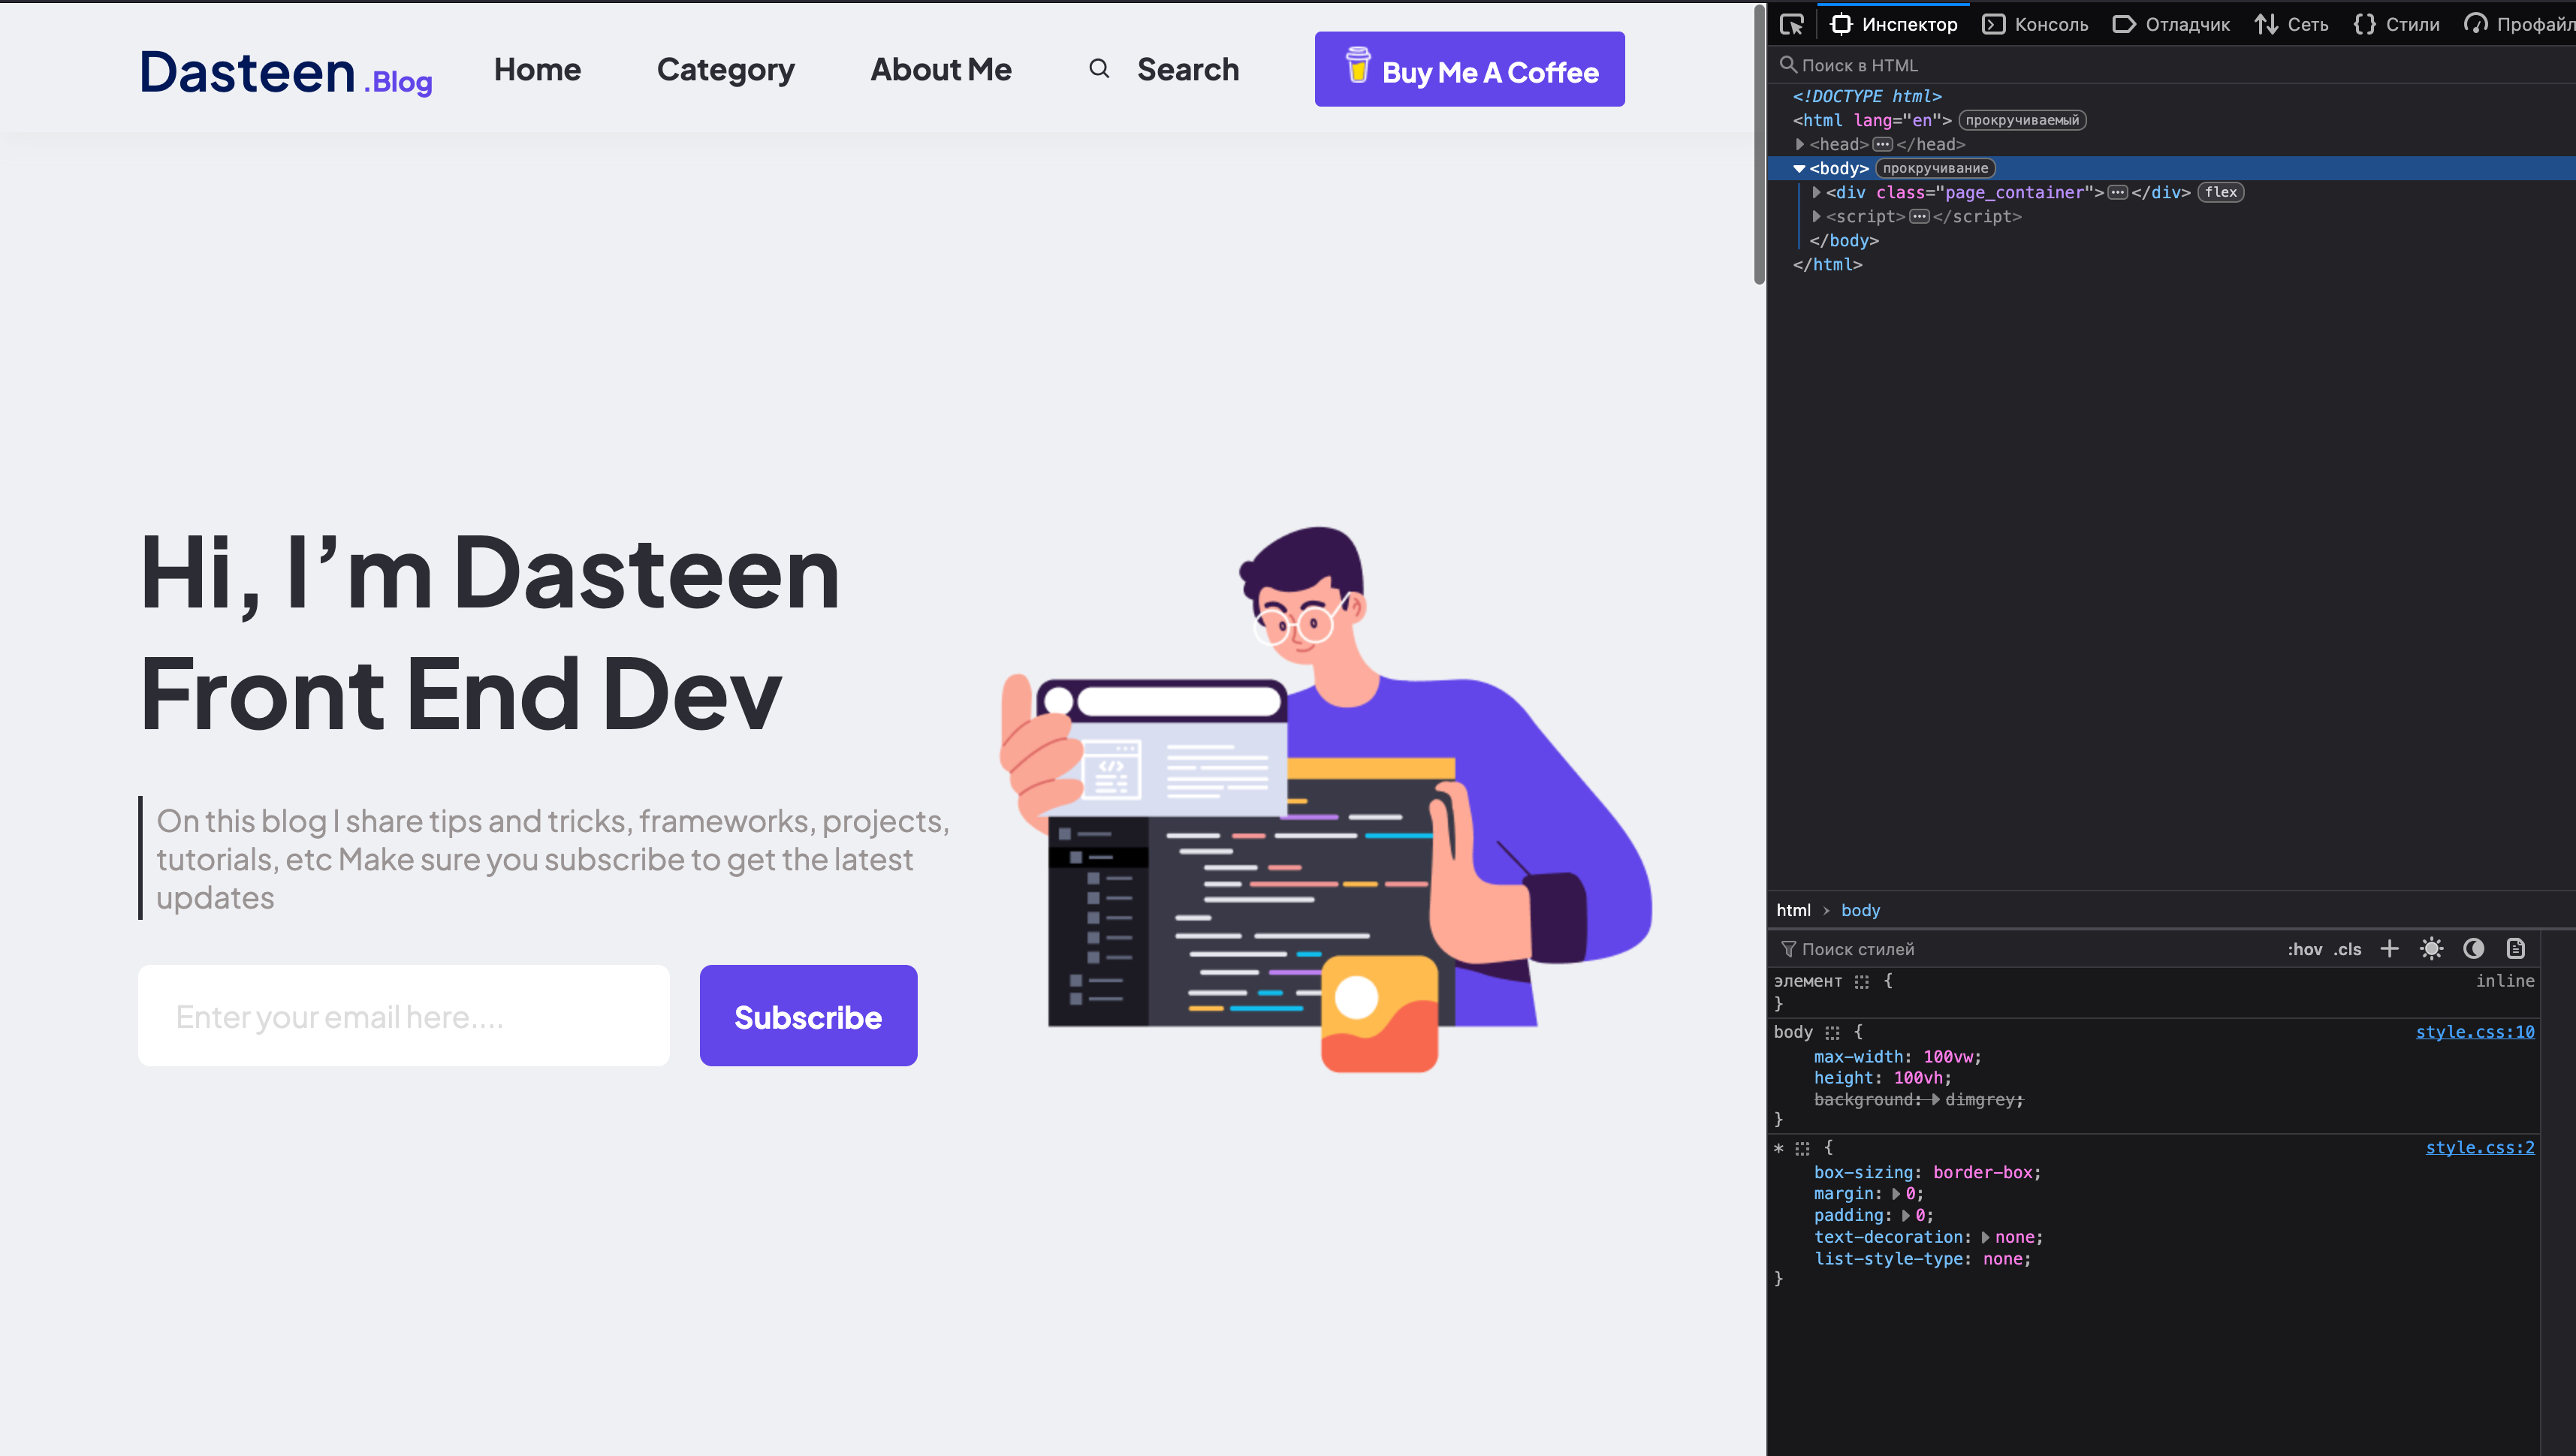 Dasteen .Blog
Home
Category
About Me
Search
Buy Me A Coffee
Hi, I’m Dasteen
Front End Dev
On this blog I share tips and tricks, frameworks, projects,
tutorials, etc Make sure you subscribe to get the latest
updates
Enter your email here....
Subscribe
Инспектор
Консоль
Отладчик
Сеть
Стили
Профайл
Поиск в HTML
<!DOCTYPE html>
<html lang="en"> прокручиваемый
<head> ••• </head>
<body> прокручивание
<div class="page_container"> ••• </div> flex
<script> ••• </script>
</body>
</html>
html › body
Поиск стилей
:hov .cls +
элемент { inline
}
body { style.css:10
max-width: 100vw;
height: 100vh;
background: dimgrey;
}
* { style.css:2
box-sizing: border-box;
margin: 0;
padding: 0;
text-decoration: none;
list-style-type: none;
}